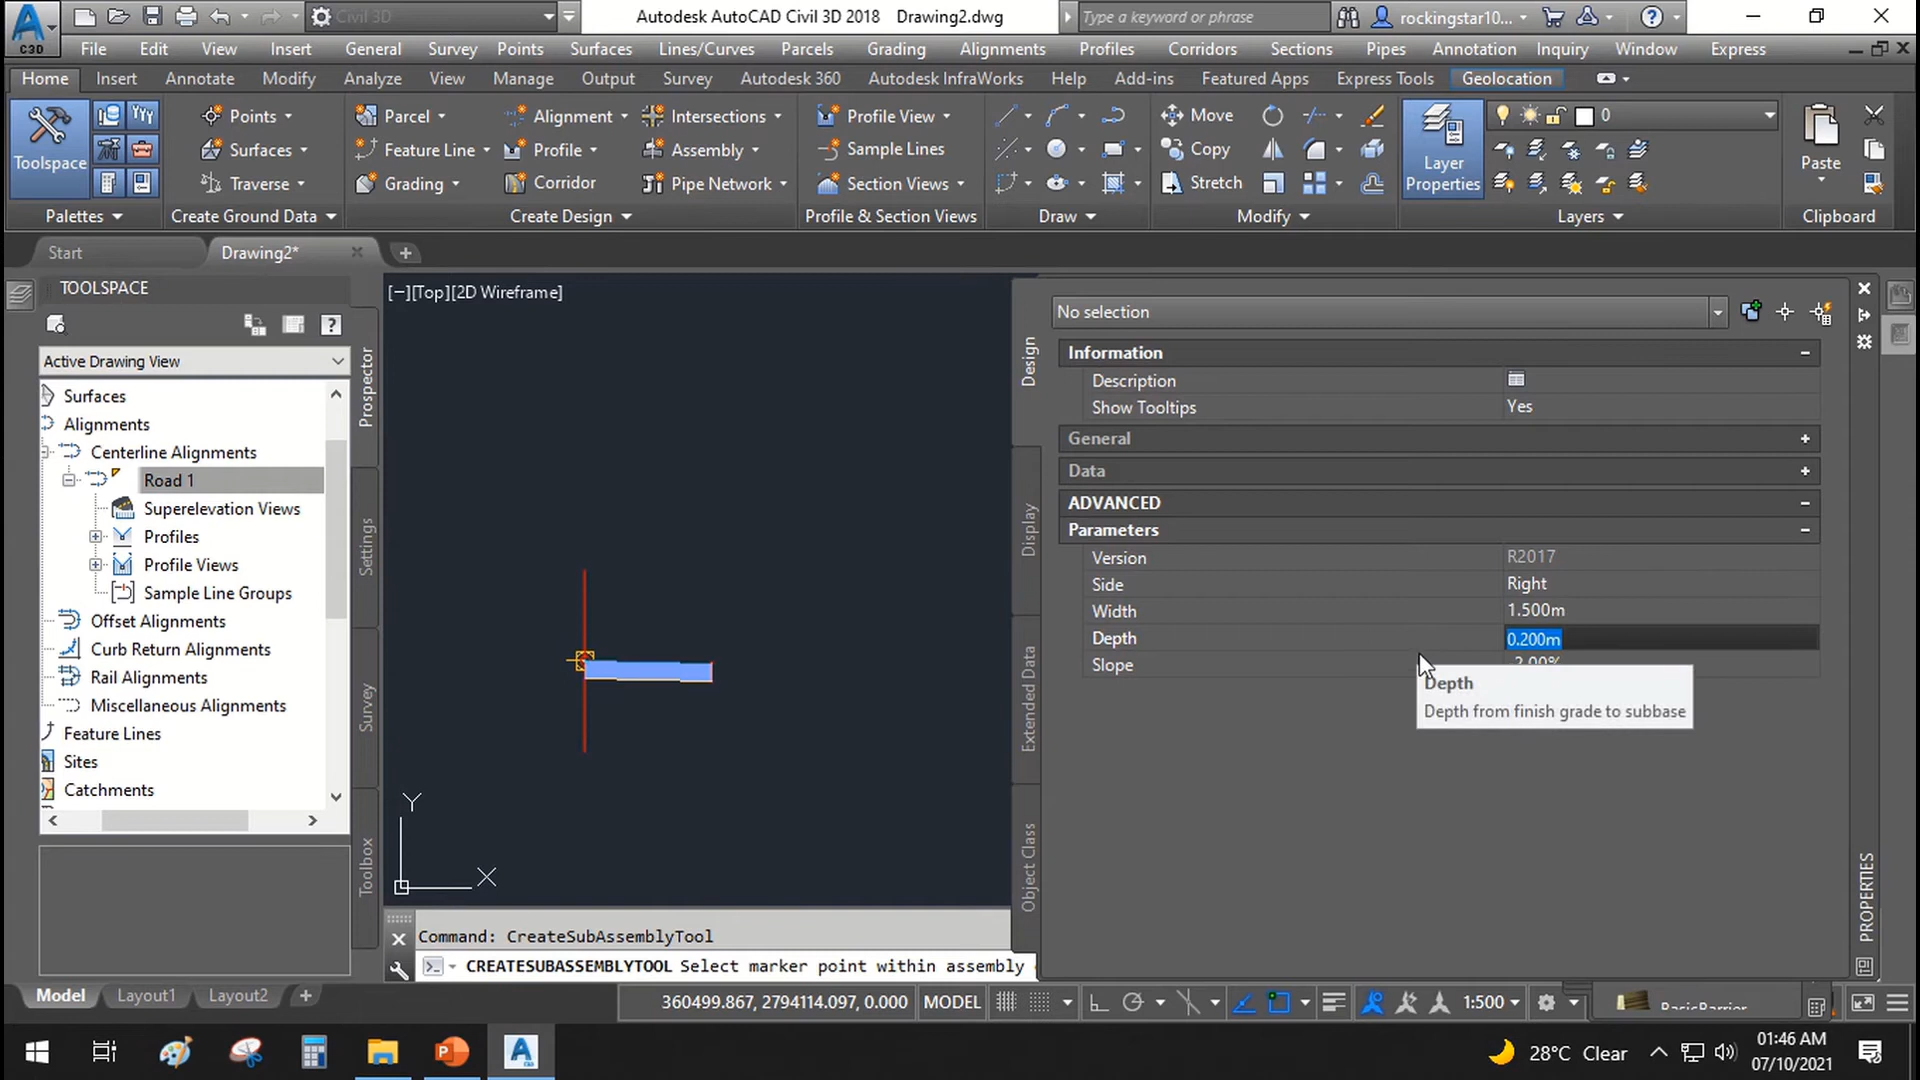 Civil 3D
Autodesk AutoCAD Civil 3D 2018 Drawing2.dwg
Type a keyword or phrase
rockingstar10...
C3D
File Edit View Insert General Survey Points Surfaces Lines/Curves Parcels Grading Alignments Profiles Corridors Sections Pipes Annotation Inquiry Window Express
Home Insert Annotate Modify Analyze View Manage Output Survey Autodesk 360 Autodesk InfraWorks Help Add-ins Featured Apps Express Tools Geolocation
Toolspace
Palettes
Points
Surfaces
Traverse
Create Ground Data
Parcel Alignment Intersections
Feature Line Profile Assembly
Grading Corridor Pipe Network
Create Design
Profile View
Sample Lines
Section Views
Profile & Section Views
Draw
Move
Copy
Stretch
Modify
Layer
Properties
0
Layers
Paste
Clipboard
Start Drawing2*
TOOLSPACE
Active Drawing View
Surfaces
Alignments
Centerline Alignments
Road 1
Superelevation Views
Profiles
Profile Views
Sample Line Groups
Offset Alignments
Curb Return Alignments
Rail Alignments
Miscellaneous Alignments
Feature Lines
Sites
Catchments
Prospector
Settings
Survey
Toolbox
[−][Top][2D Wireframe]
Y
X
Command: CreateSubAssemblyTool
CREATESUBASSEMBLYTOOL Select marker point within assembly
Design
Display
Extended Data
Object Class
No selection
Information
Description
Show Tooltips Yes
General
Data
ADVANCED
Parameters
Version R2017
Side Right
Width 1.500m
Depth 0.200m
Slope -2.00%
Depth
Depth from finish grade to subbase
PROPERTIES
Model Layout1 Layout2
360499.867, 2794114.097, 0.000 MODEL
1:500
BasicBarrier
28°C Clear
01:46 AM
07/10/2021